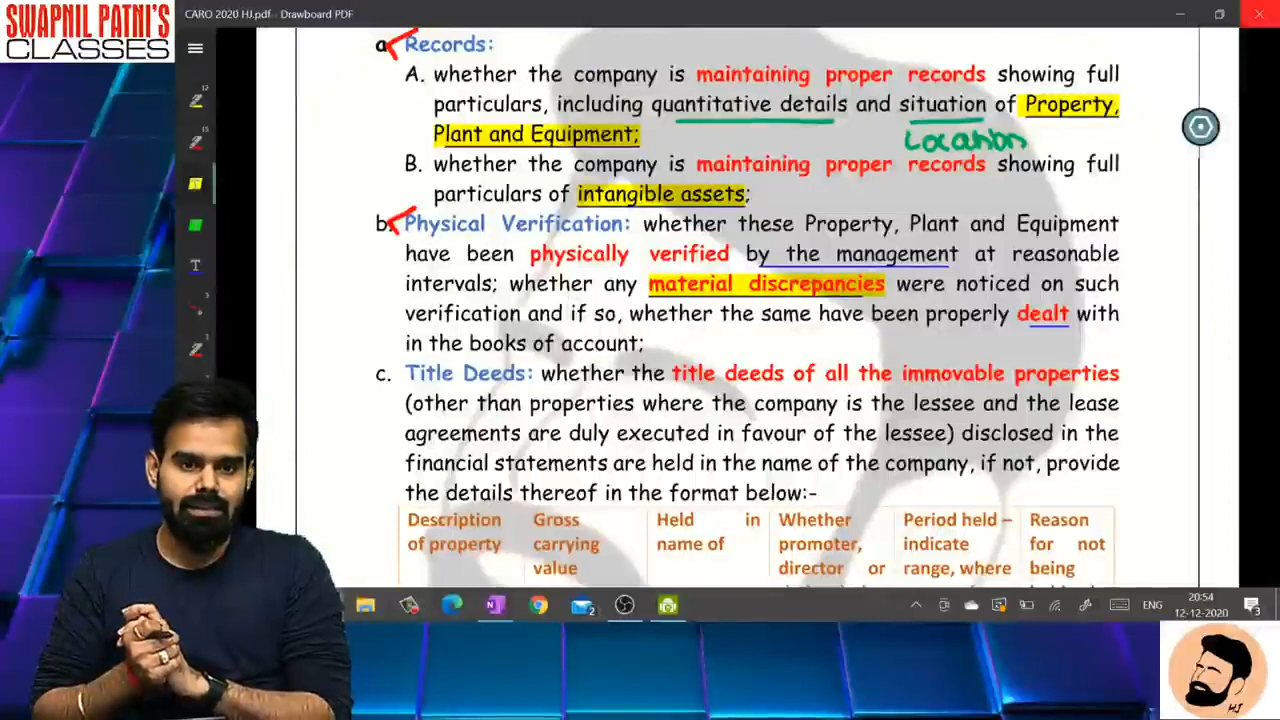 SWAPNIL PATNI'S
CLASSES
CARO 2020 HJ.pdf - Drawboard PDF
a. Records:
A. whether the company is maintaining proper records showing full
particulars, including quantitative details and situation of Property,
Plant and Equipment;
Location
B. whether the company is maintaining proper records showing full
particulars of intangible assets;
b. Physical Verification: whether these Property, Plant and Equipment
have been physically verified by the management at reasonable
intervals; whether any material discrepancies were noticed on such
verification and if so, whether the same have been properly dealt with
in the books of account;
c. Title Deeds: whether the title deeds of all the immovable properties
(other than properties where the company is the lessee and the lease
agreements are duly executed in favour of the lessee) disclosed in the
financial statements are held in the name of the company, if not, provide
the details thereof in the format below:-
Description of property
Gross carrying value
Held in name of
Whether promoter, director or
Period held – indicate range, where
Reason for not being
12
15
T
ENG
20:54
12-12-2020
2
3
HJ